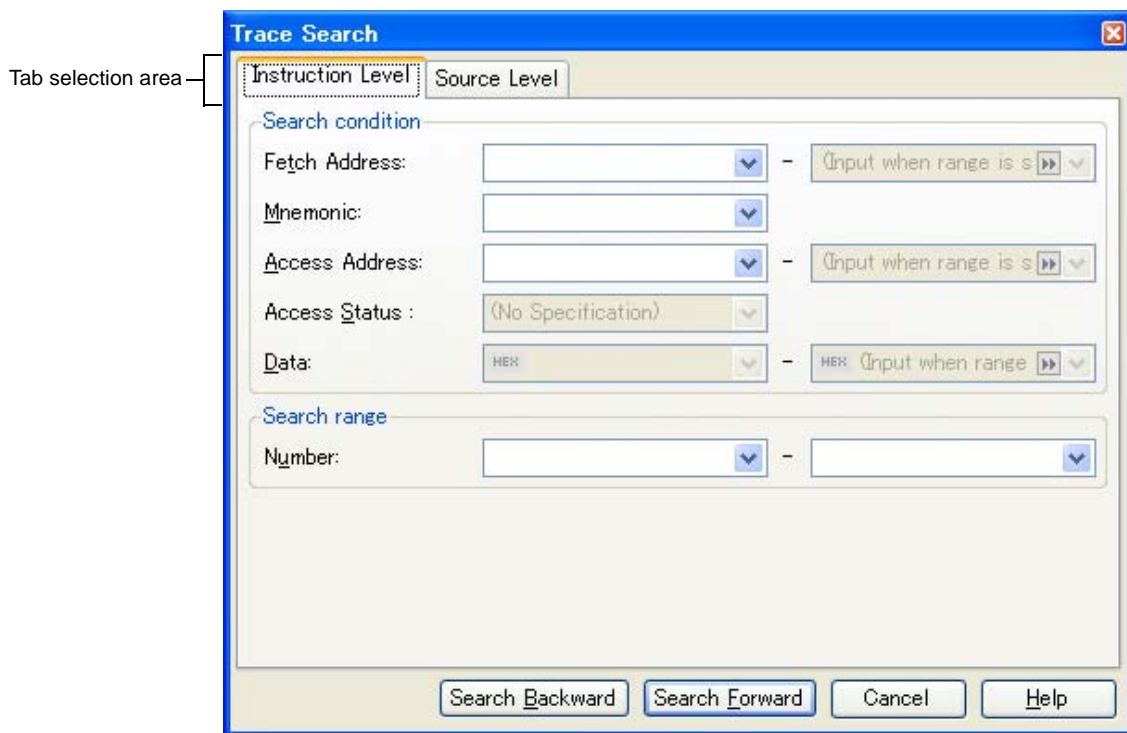 Trace Search
Tab selection area
Instruction Level Source Level
Search condition
Fetch Address: - (Input when range is s
Mnemonic:
Access Address: - (Input when range is s
Access Status : (No Specification)
Data: HEX - HEX (Input when range
Search range
Number: -
Search Backward Search Forward Cancel Help